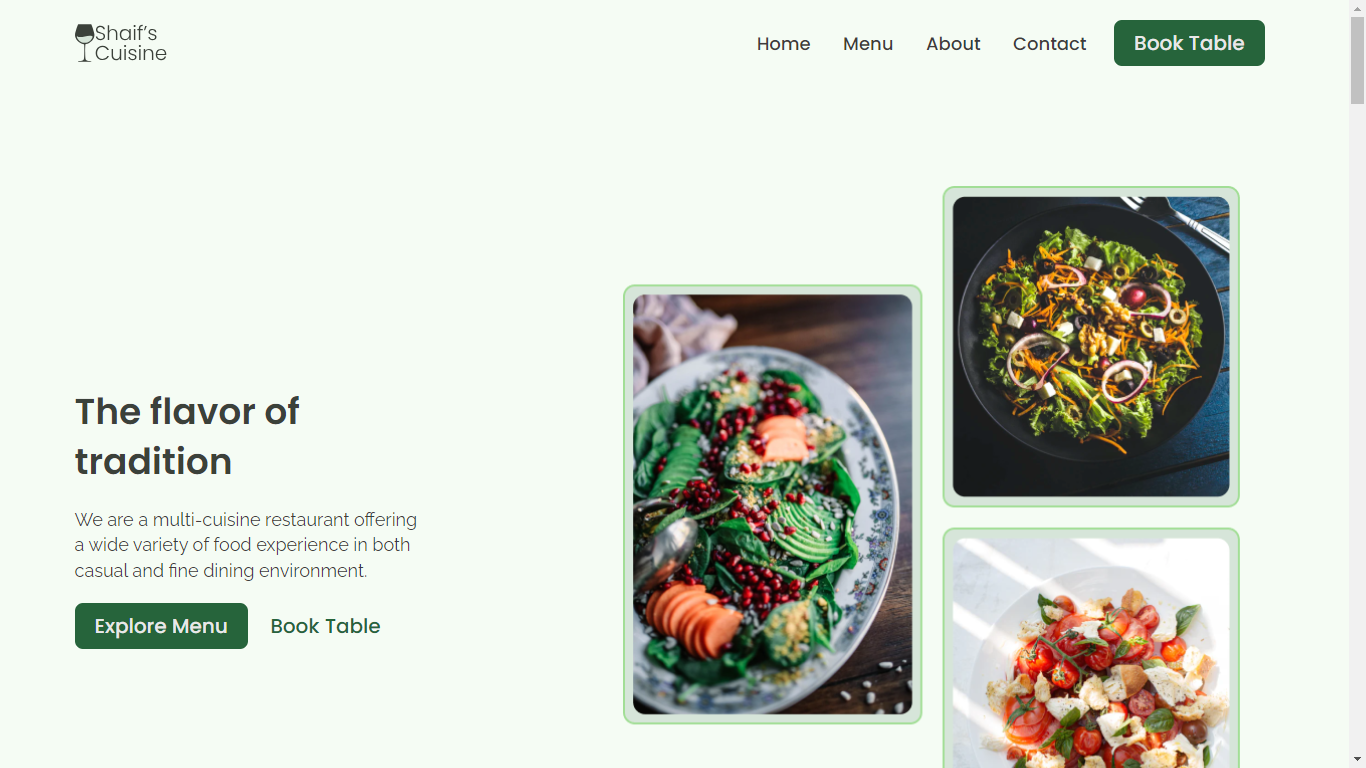 Shaif’s
Cuisine
Home Menu About Contact Book Table
The flavor of
tradition
We are a multi-cuisine restaurant offering
a wide variety of food experience in both
casual and fine dining environment.
Explore Menu Book Table